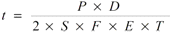 t = P × D / 2 × S × F × E × T